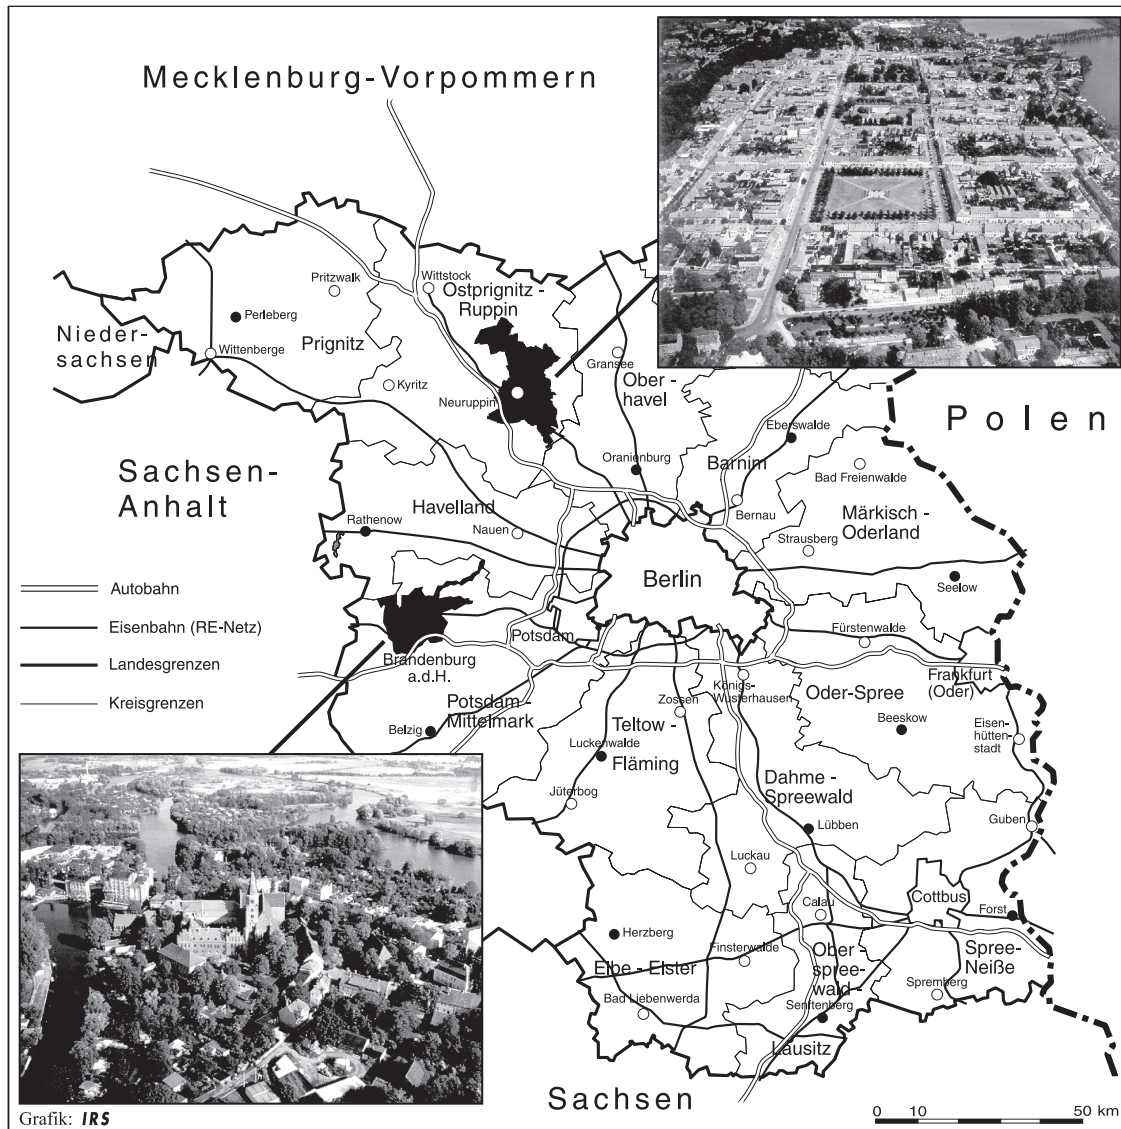 Mecklenburg-Vorpommern
Wittstock
Ostprignitz -
Ruppin
Pritzwalk
Perleberg
Nieder-
sachsen
Prignitz
Wittenberge
Gransee
Kyritz
Neuruppin
Ober -
havel
Polen
Eberswalde
Oranienburg
Barnim
Bad Freienwalde
Sachsen-
Anhalt
Havelland
Bernau
Märkisch -
Oderland
Rathenow
Nauen
Strausberg
Berlin
Seelow
Autobahn
Eisenbahn (RE-Netz)
Landesgrenzen
Kreisgrenzen
Potsdam
Fürstenwalde
Brandenburg
a.d.H.
Frankfurt
(Oder)
Königs-
Wusterhausen
Oder-Spree
Potsdam -
Mittelmark
Zossen
Belzig
Teltow -
Fläming
Beeskow
Eisen-
hütten
stadt
Luckenwalde
Dahme -
Spreewald
Jüterbog
Lübben
Guben
Luckau
Calau
Cottbus
Forst
Herzberg
Finsterwalde
Ober -
spree-
wald -
Spree-
Neiße
Elbe - Elster
Bad Liebenwerda
Senftenberg
Spremberg
Lausitz
Sachsen
Grafik: IRS
0 10 50 km